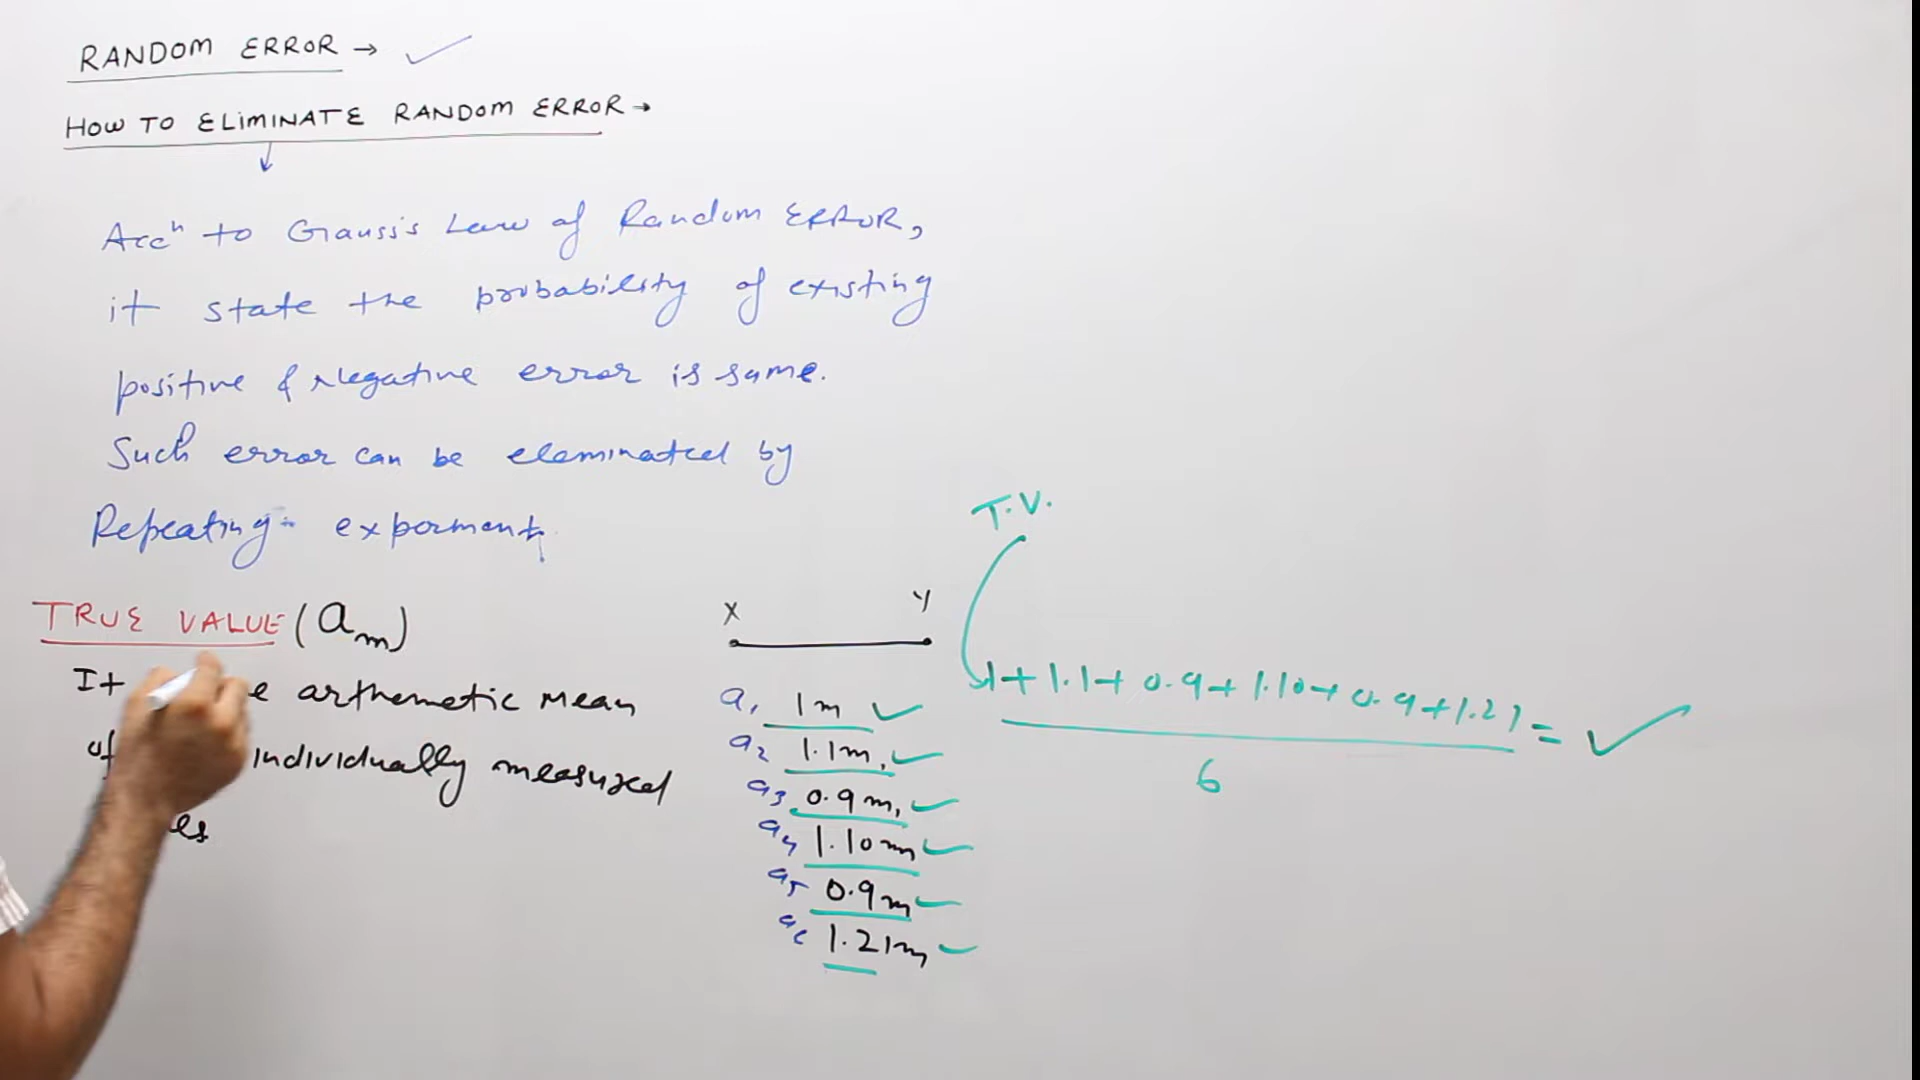 RANDOM ERROR →
HOW TO ELIMINATE RANDOM ERROR →
Accⁿ to Gauss's Law of Random ERROR,
it state the probability of existing
positive & Negative error is same.
Such error can be eleminated by
Repeating experment
TRUE VALUE (aₘ)
It arthemetic Mean
of individually measured
X Y
a₁ 1m
a₂ 1.1m,
a₃ 0.9m,
a₄ 1.10m
a₅ 0.9m
a₆ 1.21m
T.V.
1+1.1+0.9+1.10+0.9+1.21 =
6